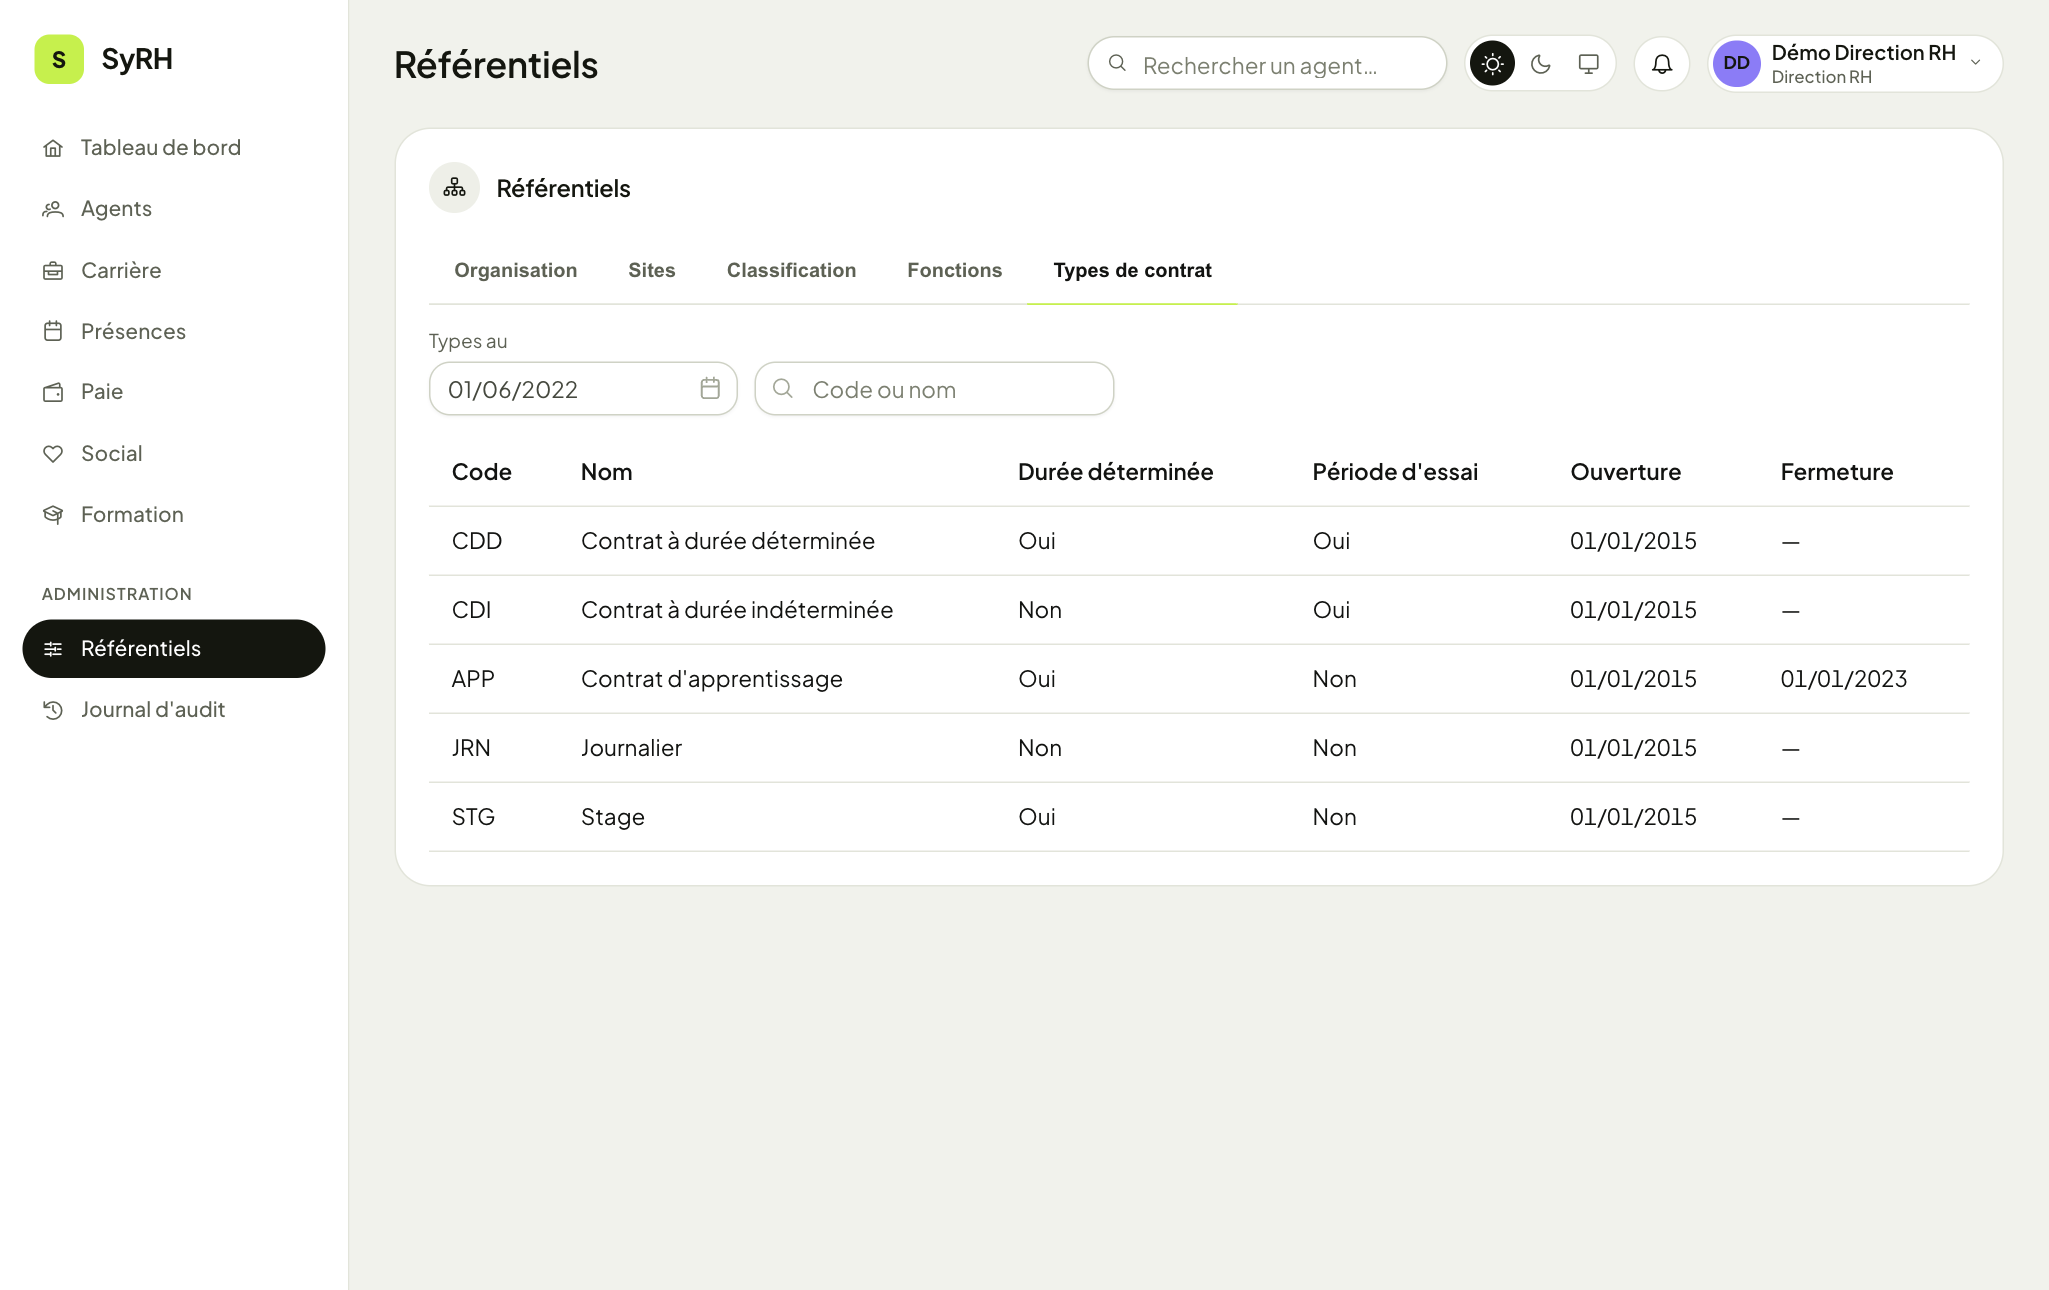 S SyRH
Tableau de bord
Agents
Carrière
Présences
Paie
Social
Formation
ADMINISTRATION
Référentiels
Journal d'audit
Référentiels
Rechercher un agent...
DD
Démo Direction RH
Direction RH
Référentiels
Organisation Sites Classification Fonctions Types de contrat
Types au
01/06/2022 Code ou nom
Code Nom Durée déterminée Période d'essai Ouverture Fermeture
CDD Contrat à durée déterminée Oui Oui 01/01/2015 —
CDI Contrat à durée indéterminée Non Oui 01/01/2015 —
APP Contrat d'apprentissage Oui Non 01/01/2015 01/01/2023
JRN Journalier Non Non 01/01/2015 —
STG Stage Oui Non 01/01/2015 —